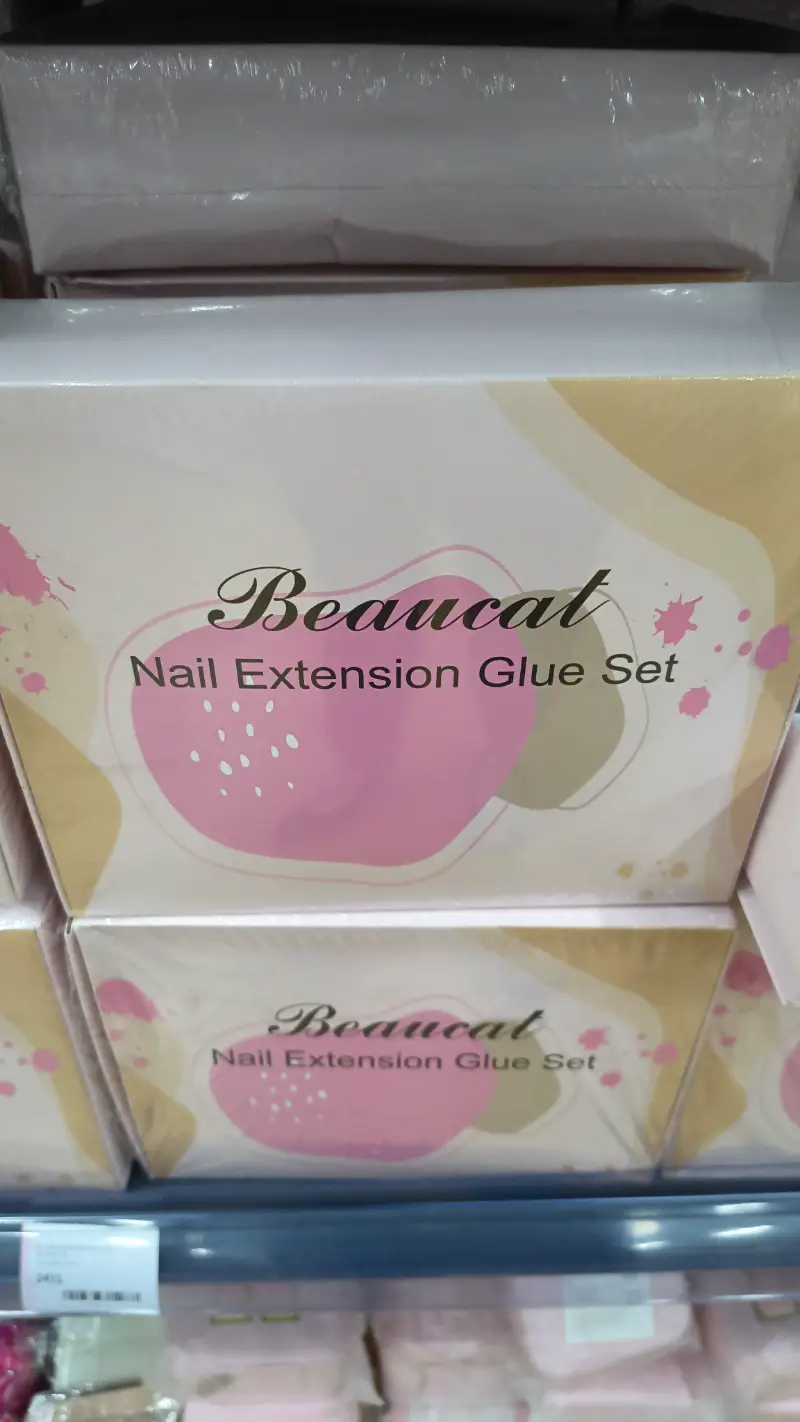 Beaucat
Nail Extension Glue Set
Beaucat
Nail Extension Glue Set